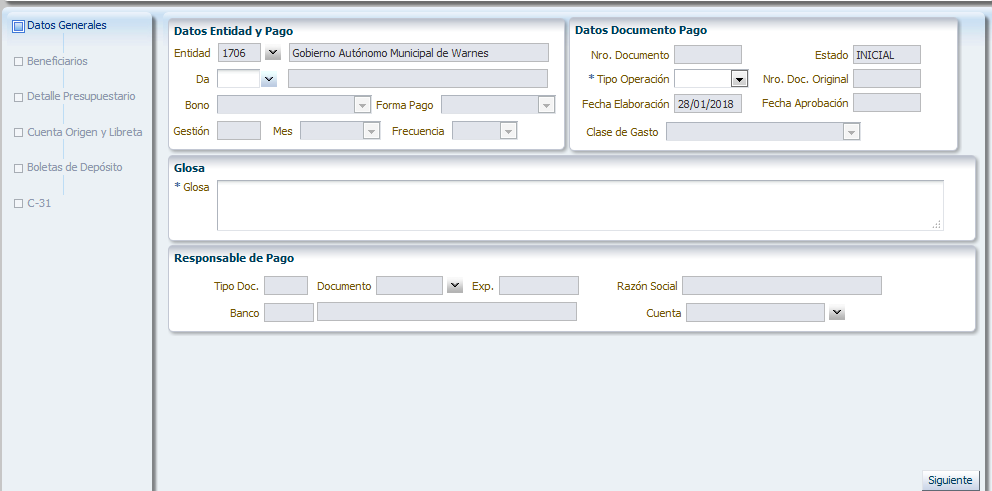 Datos Generales
Beneficiarios
Detalle Presupuestario
Cuenta Origen y Libreta
Boletas de Depósito
C-31
Datos Entidad y Pago
Entidad 1706 Gobierno Autónomo Municipal de Warnes
Da
Bono Forma Pago
Gestión Mes Frecuencia
Datos Documento Pago
Nro. Documento Estado INICIAL
* Tipo Operación Nro. Doc. Original
Fecha Elaboración 28/01/2018 Fecha Aprobación
Clase de Gasto
Glosa
* Glosa
Responsable de Pago
Tipo Doc. Documento Exp. Razón Social
Banco Cuenta
Siguiente